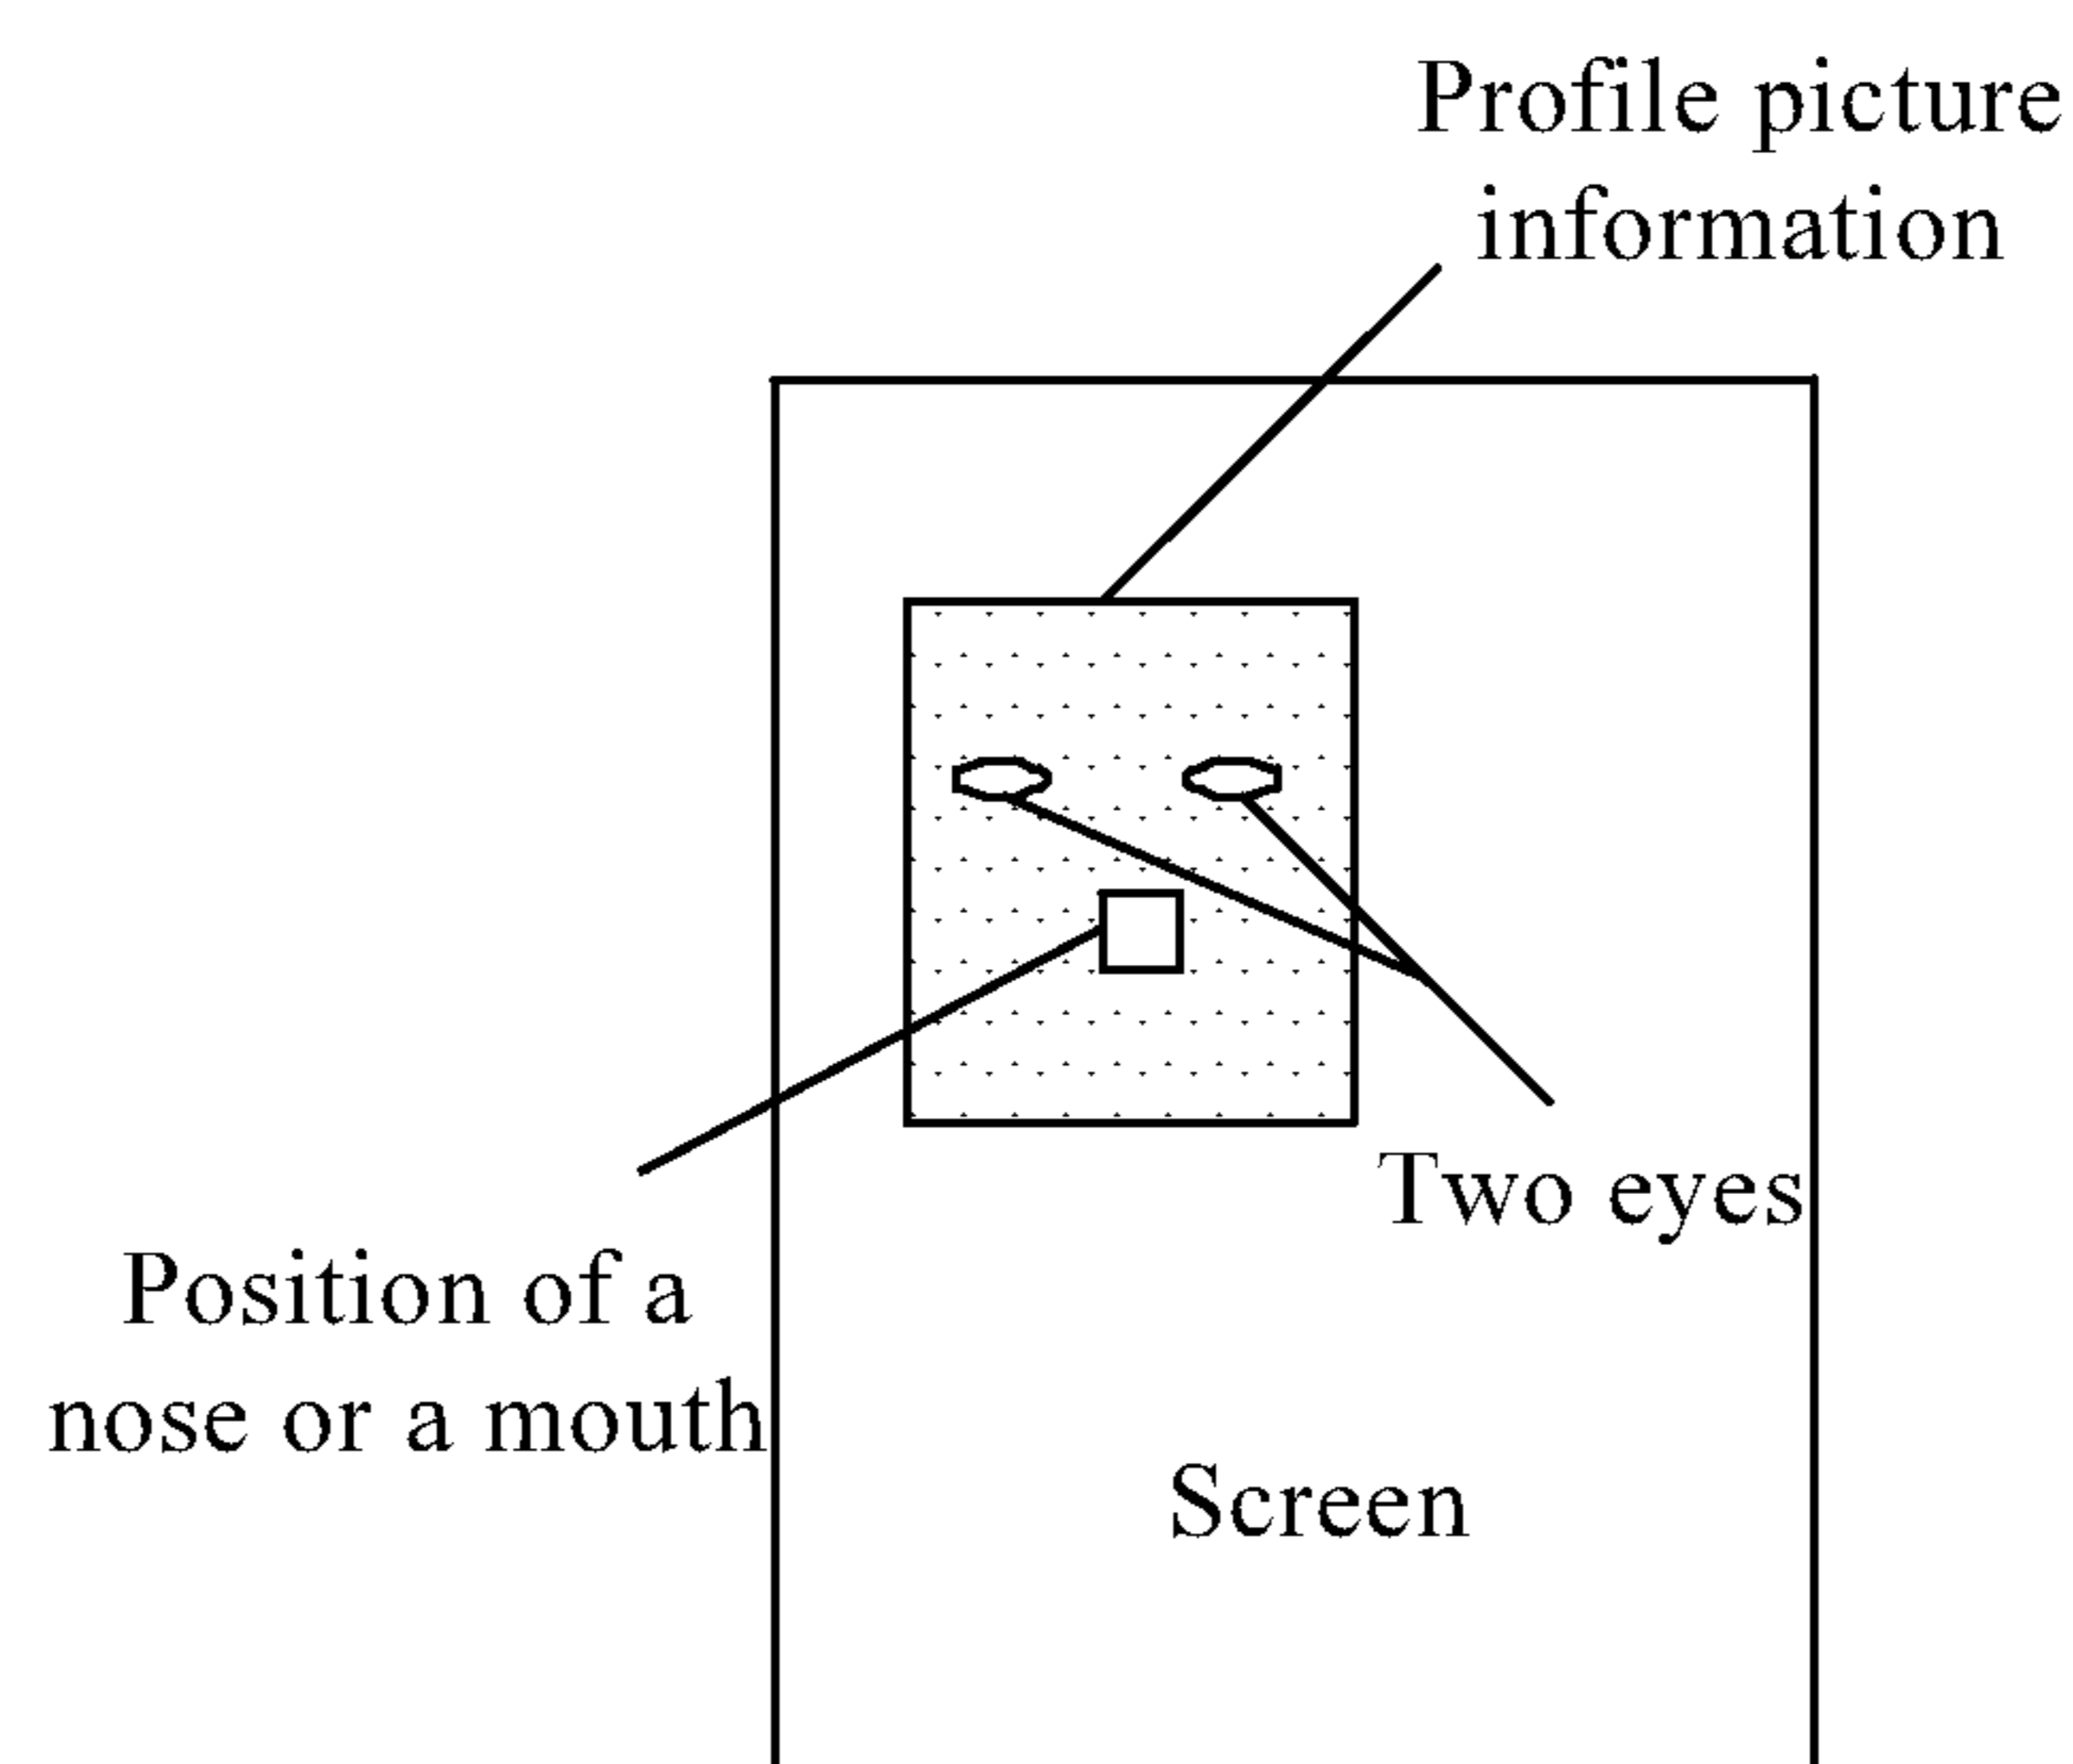 Profile picture
information
Two eyes
Position of a
nose or a mouth
Screen